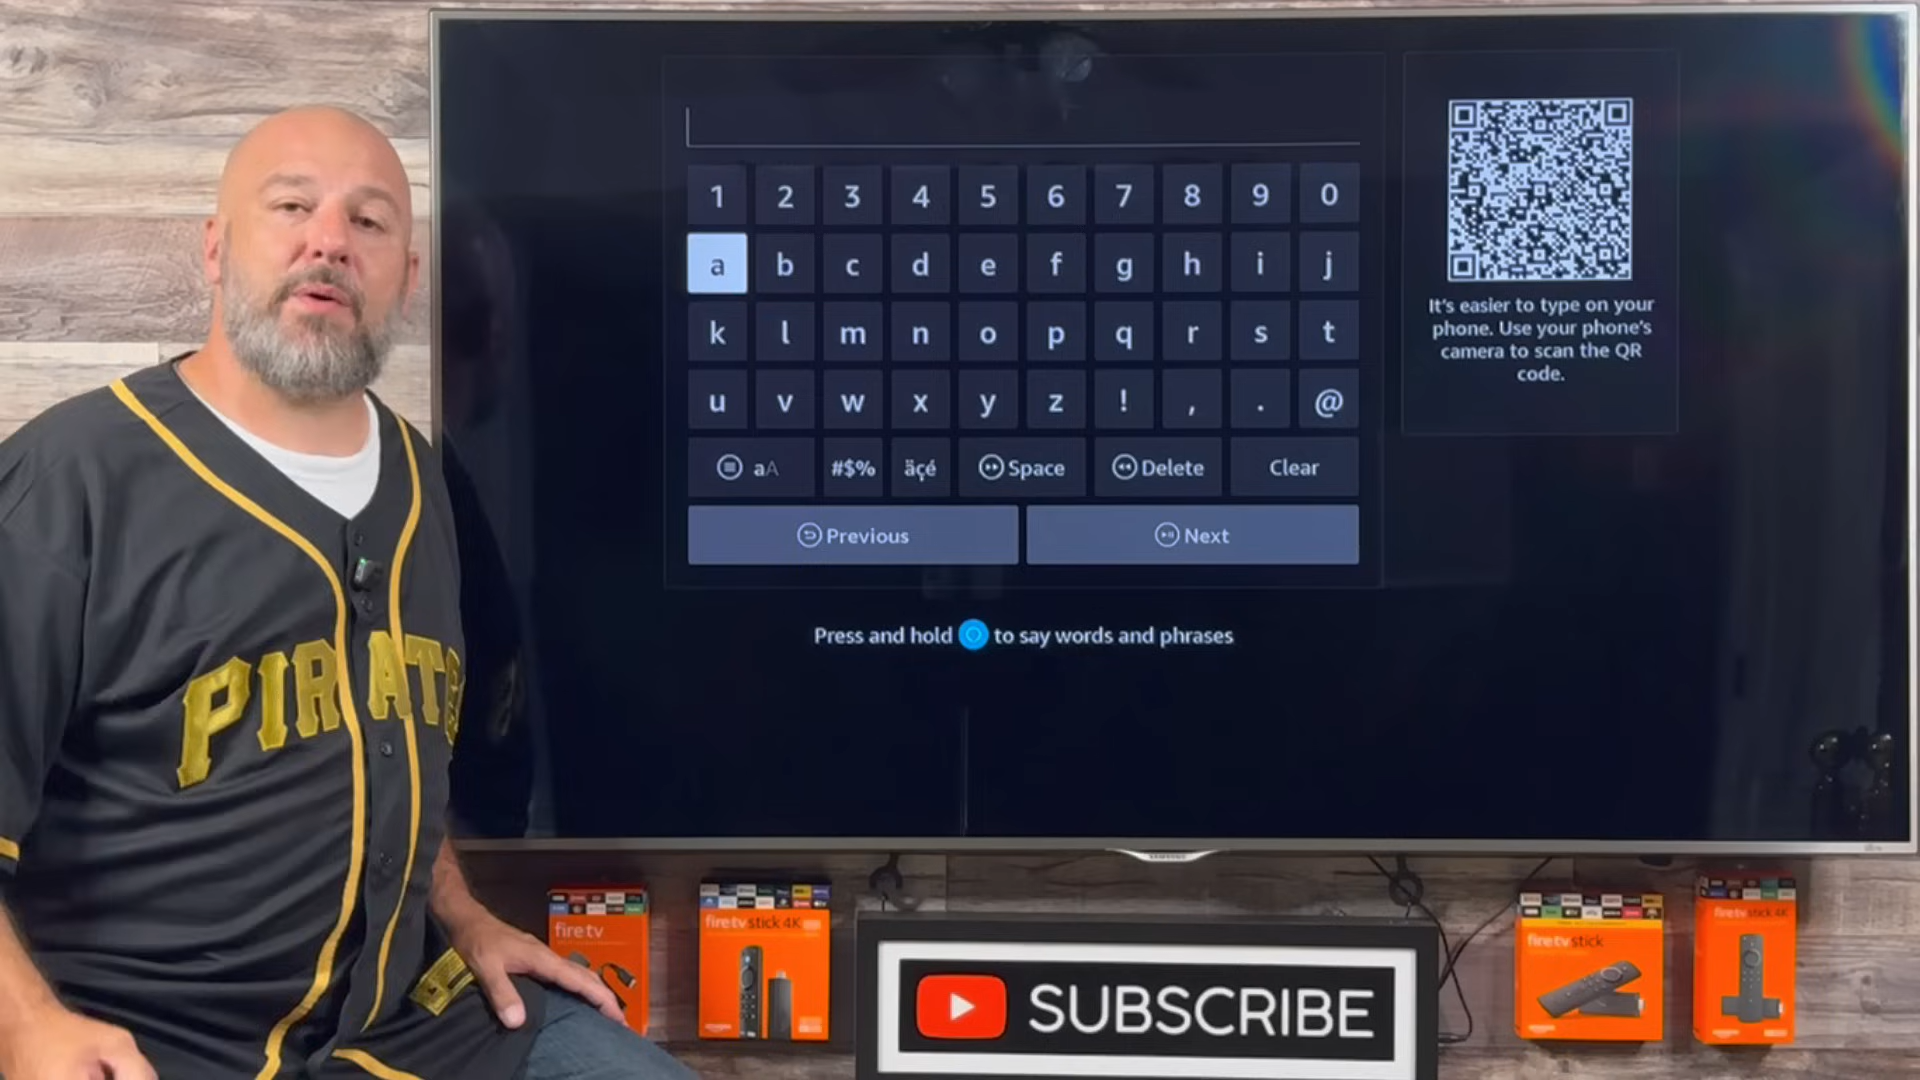 1 2 3 4 5 6 7 8 9 0
a b c d e f g h i j
k l m n o p q r s t
u v w x y z ! , . @
aA #$% äçé Space Delete Clear
Previous Next
Press and hold to say words and phrases
It's easier to type on your
phone. Use your phone's
camera to scan the QR
code.
PIRATES
SAMSUNG
fire tv
fire tv stick 4K
SUBSCRIBE
fire tv stick
fire tv stick 4K